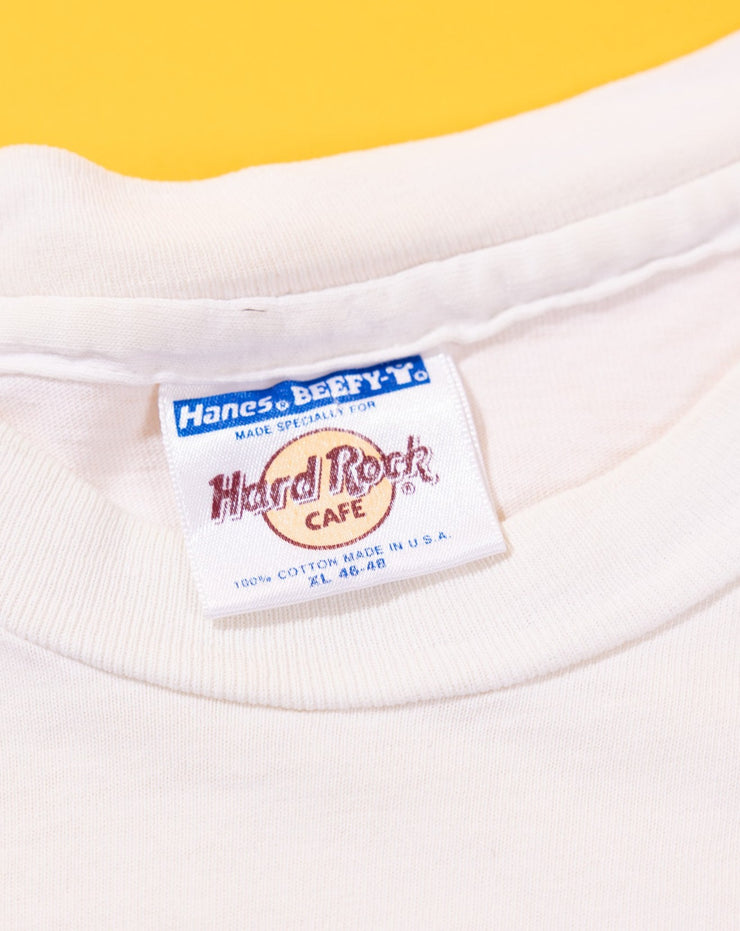 Hanes® BEEFY-T®
MADE SPECIALLY FOR
Hard Rock®
CAFE
100% COTTON MADE IN U.S.A.
XL 46-48